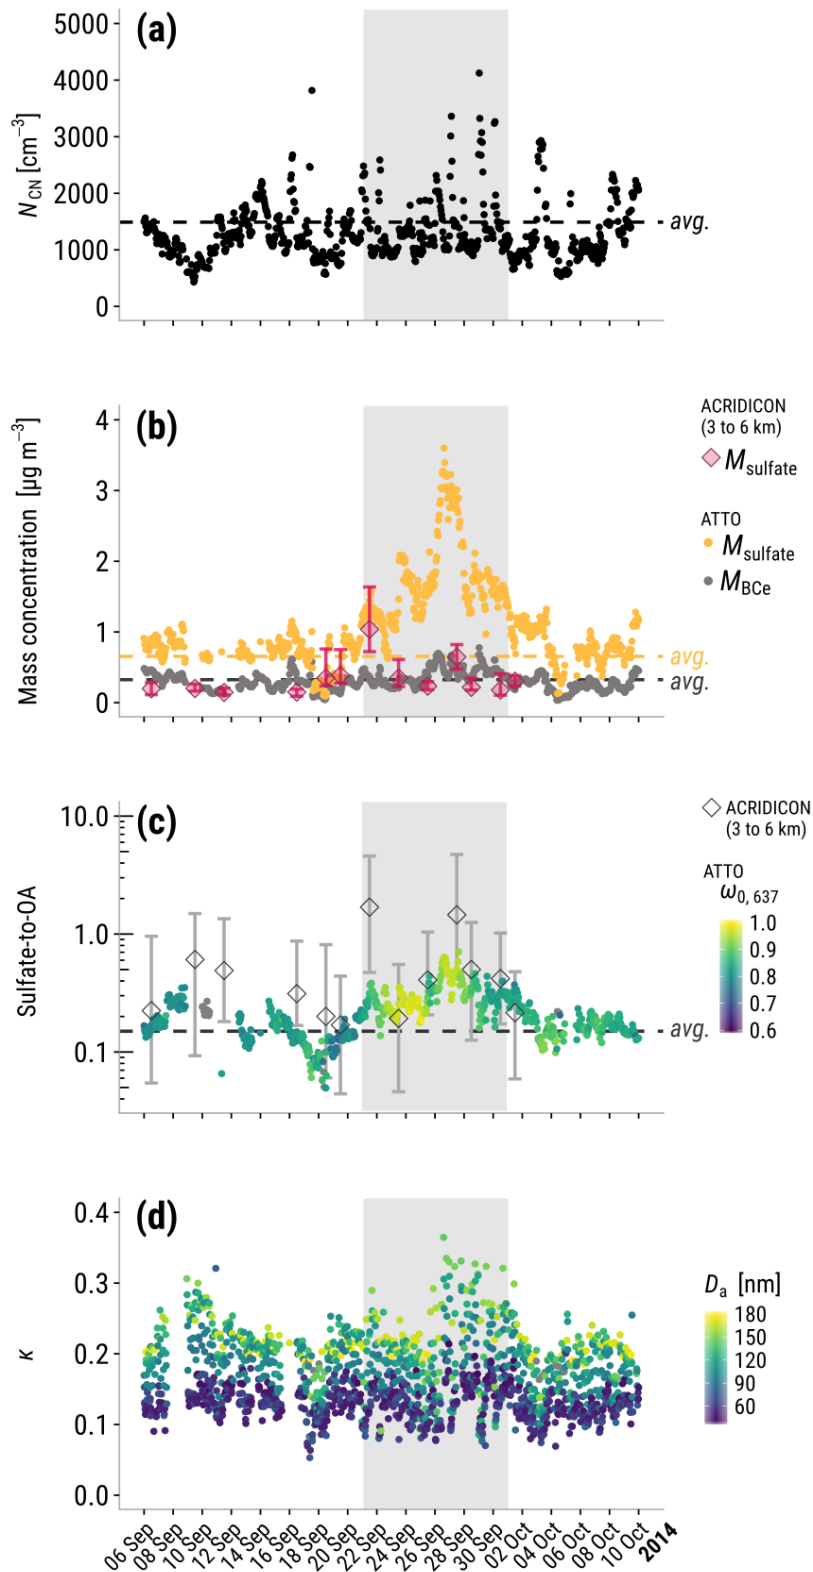 (a)
5000
4000
3000
2000
1000
0
N_CN [cm⁻³]
avg.
(b)
4
3
2
1
0
Mass concentration [µg m⁻³]
avg.
avg.
ACRIDICON
(3 to 6 km)
M_sulfate
ATTO
M_sulfate
M_BCe
(c)
10.0
1.0
0.1
Sulfate-to-OA
avg.
ACRIDICON
(3 to 6 km)
ATTO
ω_0, 637
1.0
0.9
0.8
0.7
0.6
(d)
0.4
0.3
0.2
0.1
0.0
κ
D_a [nm]
180
150
120
90
60
06 Sep
08 Sep
10 Sep
12 Sep
14 Sep
16 Sep
18 Sep
20 Sep
22 Sep
24 Sep
26 Sep
28 Sep
30 Sep
02 Oct
04 Oct
06 Oct
08 Oct
10 Oct
2014